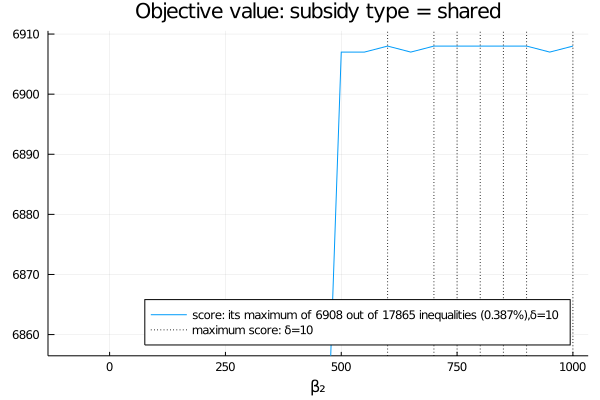 Objective value: subsidy type = shared
6910
6900
6890
6880
6870
6860
score: its maximum of 6908 out of 17865 inequalities (0.387%),δ=10
maximum score: δ=10
0 250 500 750 1000
β₂